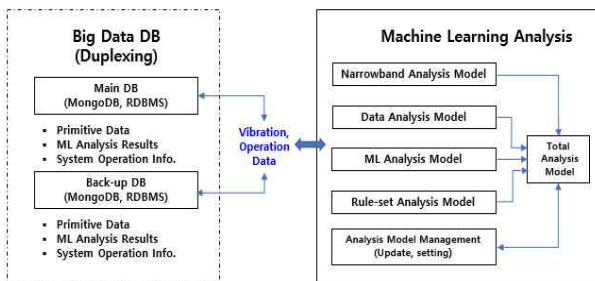 Big Data DB
(Duplexing)
Main DB
(MongoDB, RDBMS)
▪ Primitive Data
▪ ML Analysis Results
▪ System Operation Info.
Back-up DB
(MongoDB, RDBMS)
▪ Primitive Data
▪ ML Analysis Results
▪ System Operation Info.
Vibration,
Operation
Data
Machine Learning Analysis
Narrowband Analysis Model
Data Analysis Model
ML Analysis Model
Rule-set Analysis Model
Analysis Model Management
(Update, setting)
Total
Analysis
Model